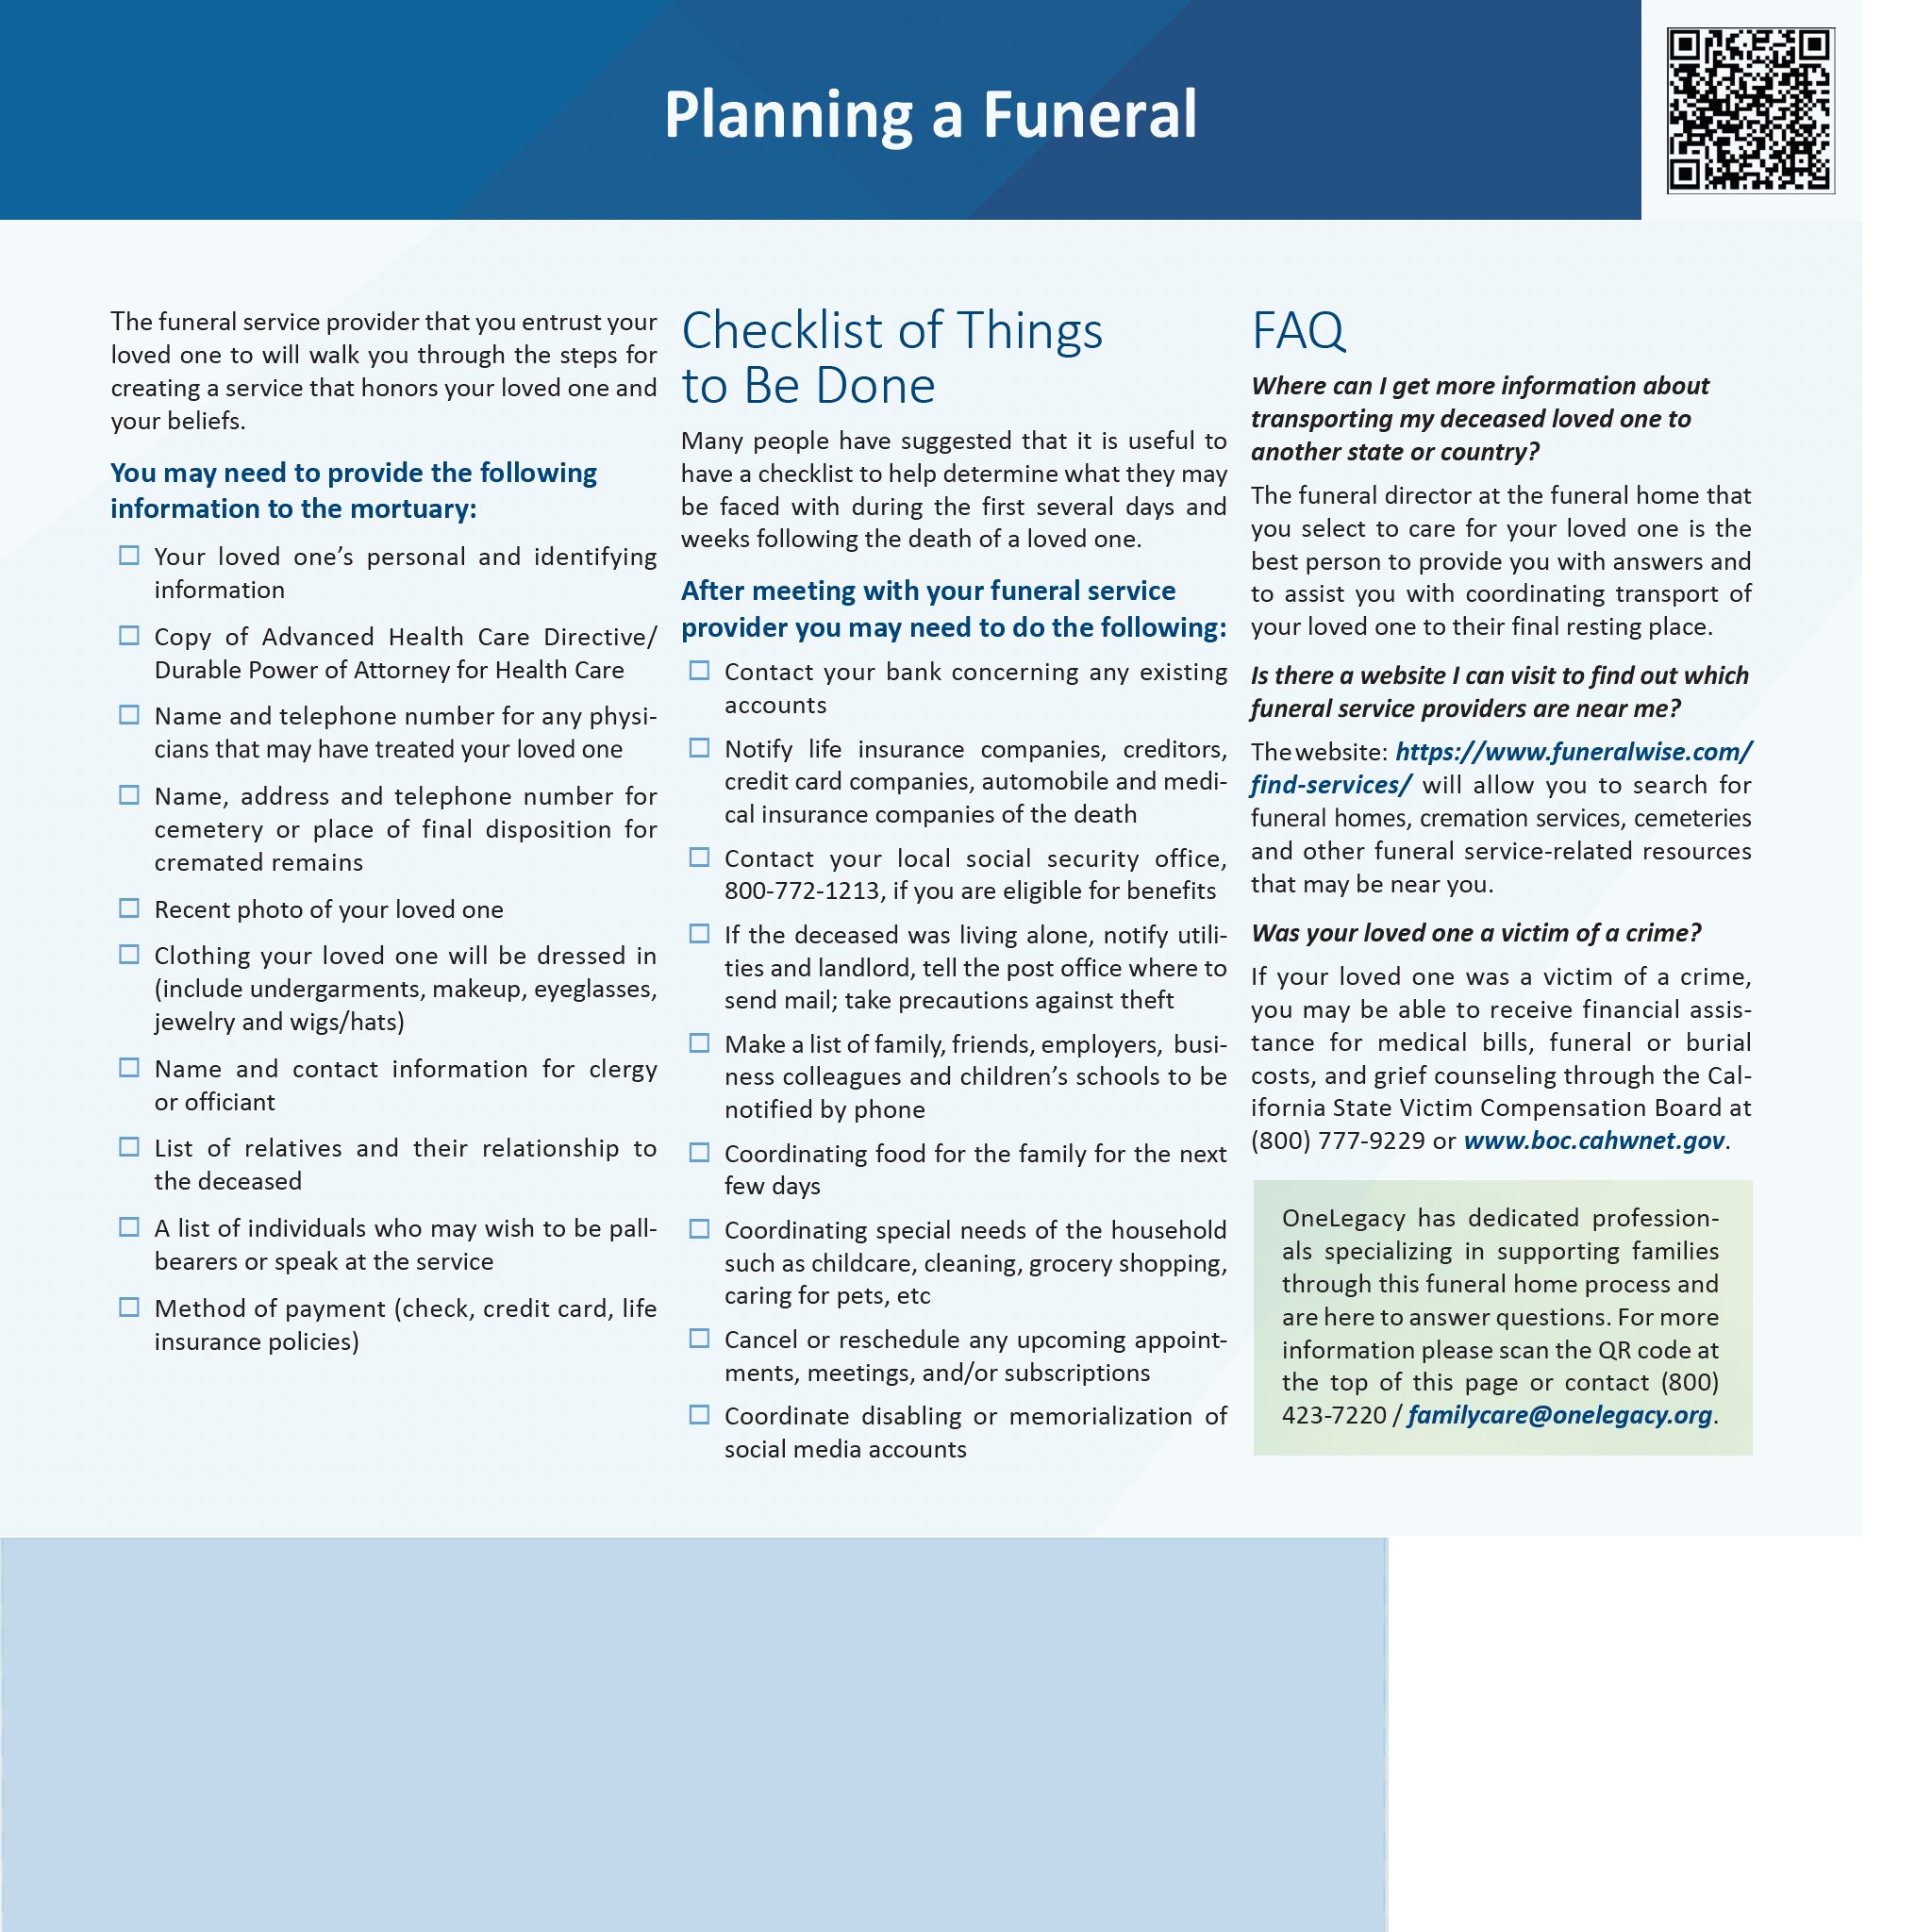 Planning a Funeral
The funeral service provider that you entrust your
loved one to will walk you through the steps for
creating a service that honors your loved one and
your beliefs.
You may need to provide the following
information to the mortuary:
Your loved one’s personal and identifying
information
Copy of Advanced Health Care Directive/
Durable Power of Attorney for Health Care
Name and telephone number for any physi-
cians that may have treated your loved one
Name, address and telephone number for
cemetery or place of final disposition for
cremated remains
Recent photo of your loved one
Clothing your loved one will be dressed in
(include undergarments, makeup, eyeglasses,
jewelry and wigs/hats)
Name and contact information for clergy
or officiant
List of relatives and their relationship to
the deceased
A list of individuals who may wish to be pall-
bearers or speak at the service
Method of payment (check, credit card, life
insurance policies)
Checklist of Things
to Be Done
Many people have suggested that it is useful to
have a checklist to help determine what they may
be faced with during the first several days and
weeks following the death of a loved one.
After meeting with your funeral service
provider you may need to do the following:
Contact your bank concerning any existing
accounts
Notify life insurance companies, creditors,
credit card companies, automobile and medi-
cal insurance companies of the death
Contact your local social security office,
800-772-1213, if you are eligible for benefits
If the deceased was living alone, notify utili-
ties and landlord, tell the post office where to
send mail; take precautions against theft
Make a list of family, friends, employers, busi-
ness colleagues and children’s schools to be
notified by phone
Coordinating food for the family for the next
few days
Coordinating special needs of the household
such as childcare, cleaning, grocery shopping,
caring for pets, etc
Cancel or reschedule any upcoming appoint-
ments, meetings, and/or subscriptions
Coordinate disabling or memorialization of
social media accounts
FAQ
Where can I get more information about
transporting my deceased loved one to
another state or country?
The funeral director at the funeral home that
you select to care for your loved one is the
best person to provide you with answers and
to assist you with coordinating transport of
your loved one to their final resting place.
Is there a website I can visit to find out which
funeral service providers are near me?
The website: https://www.funeralwise.com/
find-services/ will allow you to search for
funeral homes, cremation services, cemeteries
and other funeral service-related resources
that may be near you.
Was your loved one a victim of a crime?
If your loved one was a victim of a crime,
you may be able to receive financial assis-
tance for medical bills, funeral or burial
costs, and grief counseling through the Cal-
ifornia State Victim Compensation Board at
(800) 777-9229 or www.boc.cahwnet.gov.
OneLegacy has dedicated profession-
als specializing in supporting families
through this funeral home process and
are here to answer questions. For more
information please scan the QR code at
the top of this page or contact (800)
423-7220 / familycare@onelegacy.org.